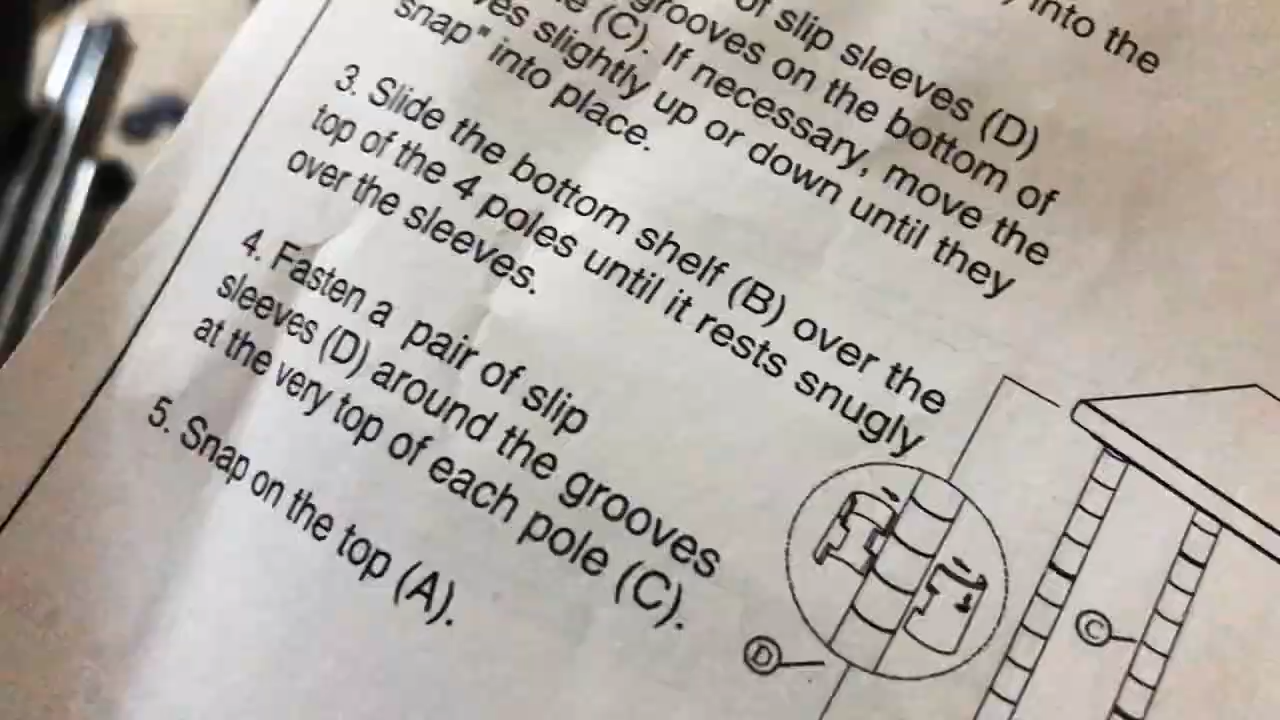 into the
of slip sleeves (D)
grooves on the bottom of
(C). If necessary, move the
slightly up or down until they
snap" into place.
3. Slide the bottom shelf (B) over the
top of the 4 poles until it rests snugly
over the sleeves.
4. Fasten a pair of slip
sleeves (D) around the grooves
at the very top of each pole (C).
5. Snap on the top (A).
C
D